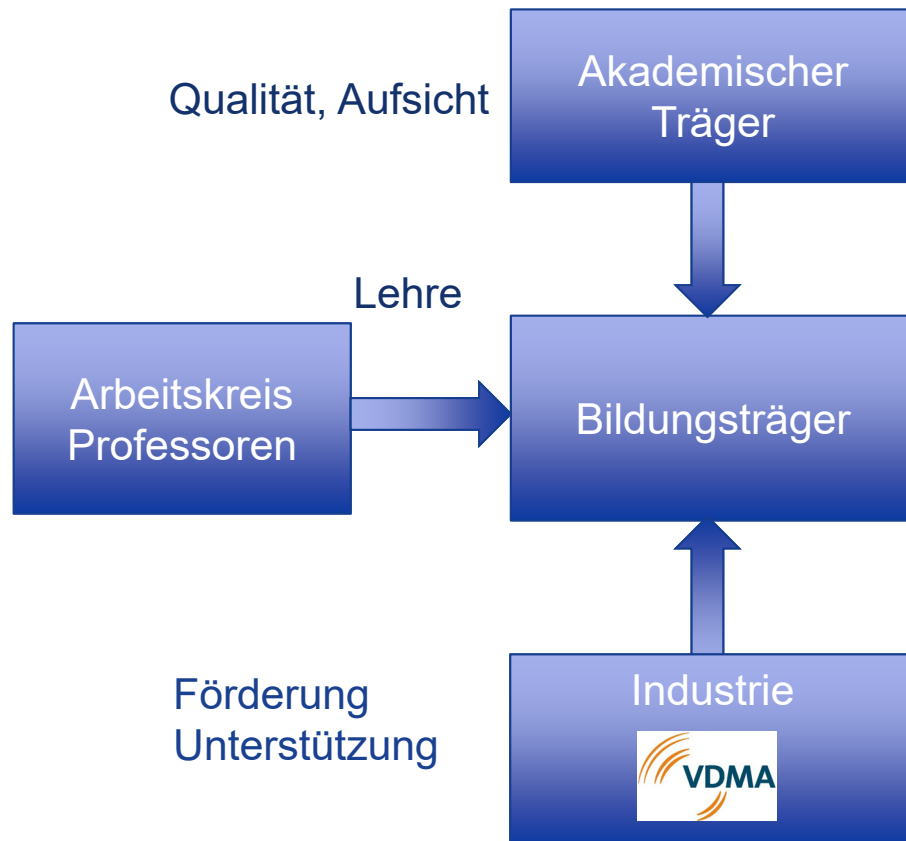 Qualität, Aufsicht
Akademischer
Träger
Lehre
Arbeitskreis
Professoren
Bildungsträger
Förderung
Unterstützung
Industrie
VDMA